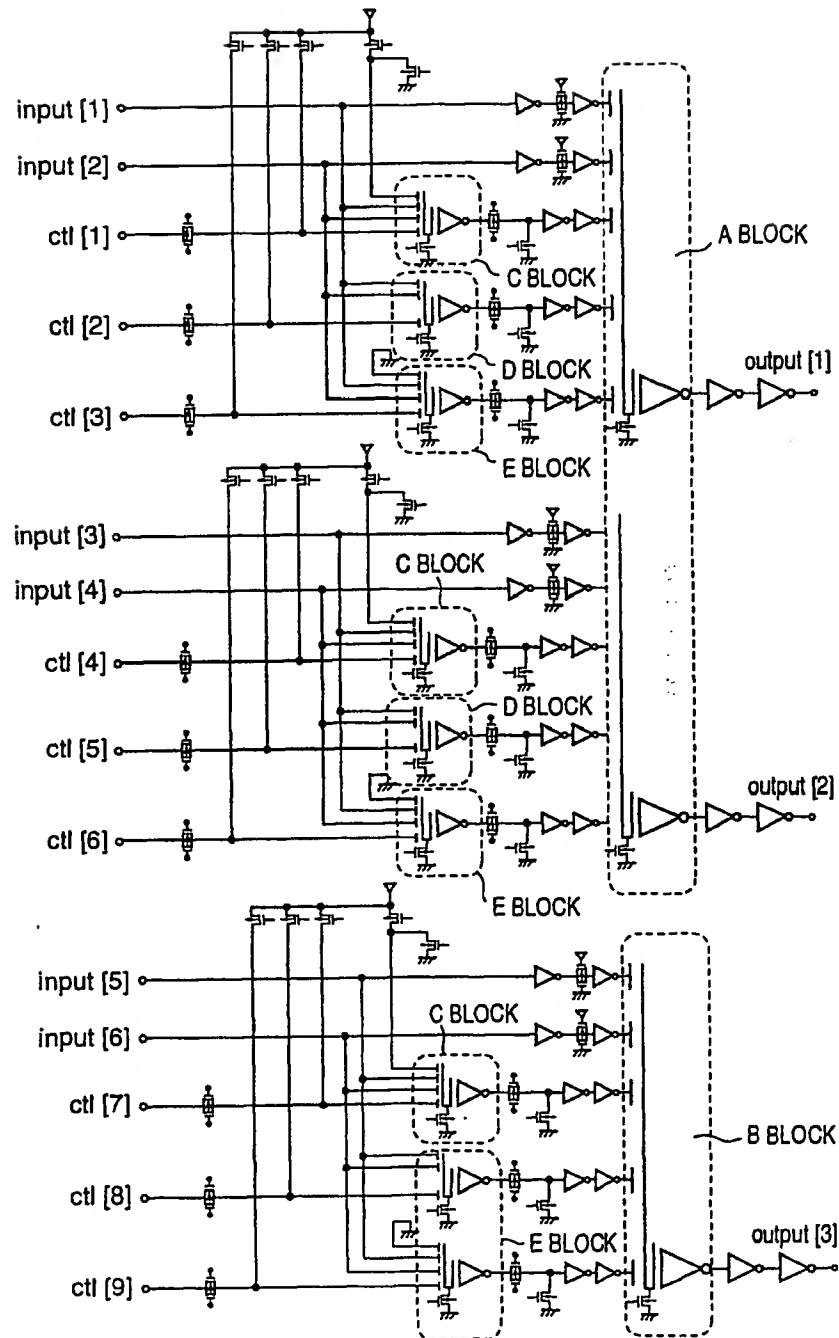 input [1]
input [2]
ctl [1]
A BLOCK
C BLOCK
ctl [2]
D BLOCK
output [1]
ctl [3]
E BLOCK
input [3]
C BLOCK
input [4]
ctl [4]
D BLOCK
ctl [5]
output [2]
ctl [6]
E BLOCK
input [5]
C BLOCK
input [6]
ctl [7]
B BLOCK
ctl [8]
E BLOCK
output [3]
ctl [9]